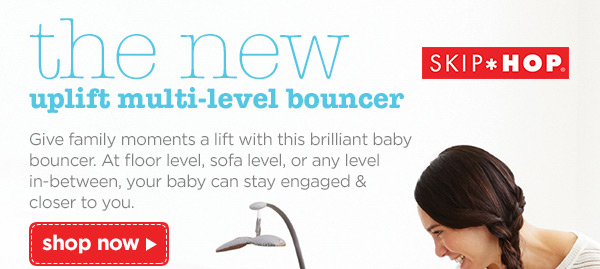 the new
SKIP*HOP®
uplift multi-level bouncer
Give family moments a lift with this brilliant baby
bouncer. At floor level, sofa level, or any level
in-between, your baby can stay engaged &
closer to you.
shop now